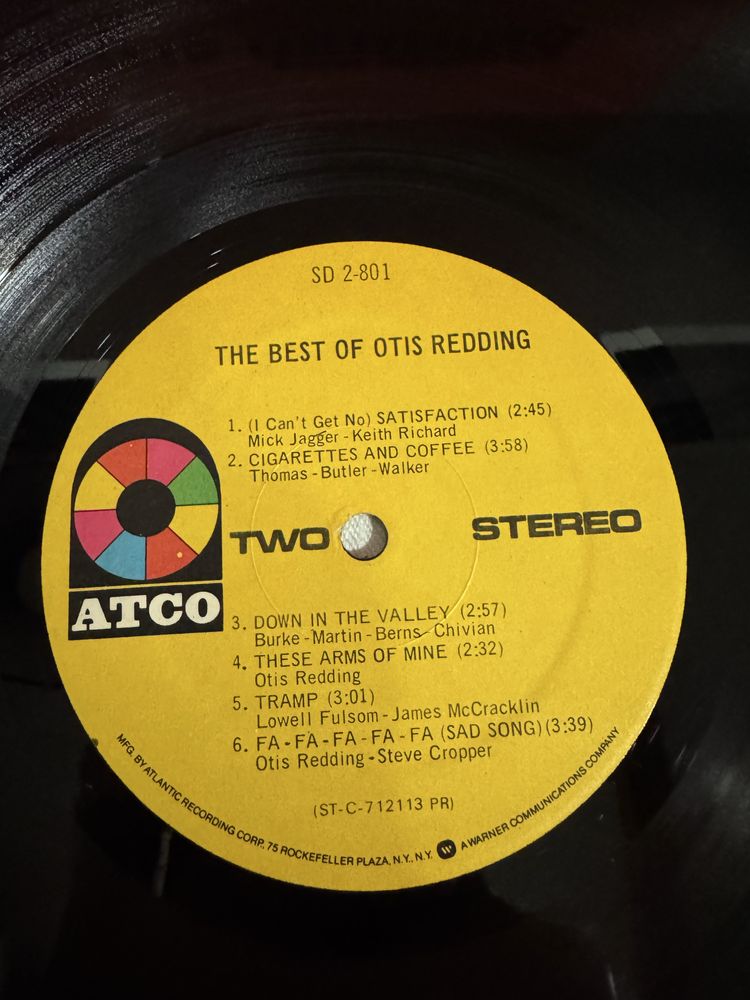 SD 2-801
THE BEST OF OTIS REDDING
1. (I Can't Get No) SATISFACTION (2:45)
Mick Jagger - Keith Richard
2. CIGARETTES AND COFFEE (3:58)
Thomas - Butler - Walker
TWO
STEREO
ATCO
3. DOWN IN THE VALLEY (2:57)
Burke - Martin - Berns - Chivian
4. THESE ARMS OF MINE (2:32)
Otis Redding
5. TRAMP (3:01)
Lowell Fulsom - James McCracklin
6. FA - FA - FA - FA - FA (SAD SONG) (3:39)
Otis Redding - Steve Cropper
(ST-C-712113 PR)
MFG. BY ATLANTIC RECORDING CORP., 75 ROCKEFELLER PLAZA, N.Y., N.Y. W A WARNER COMMUNICATIONS COMPANY